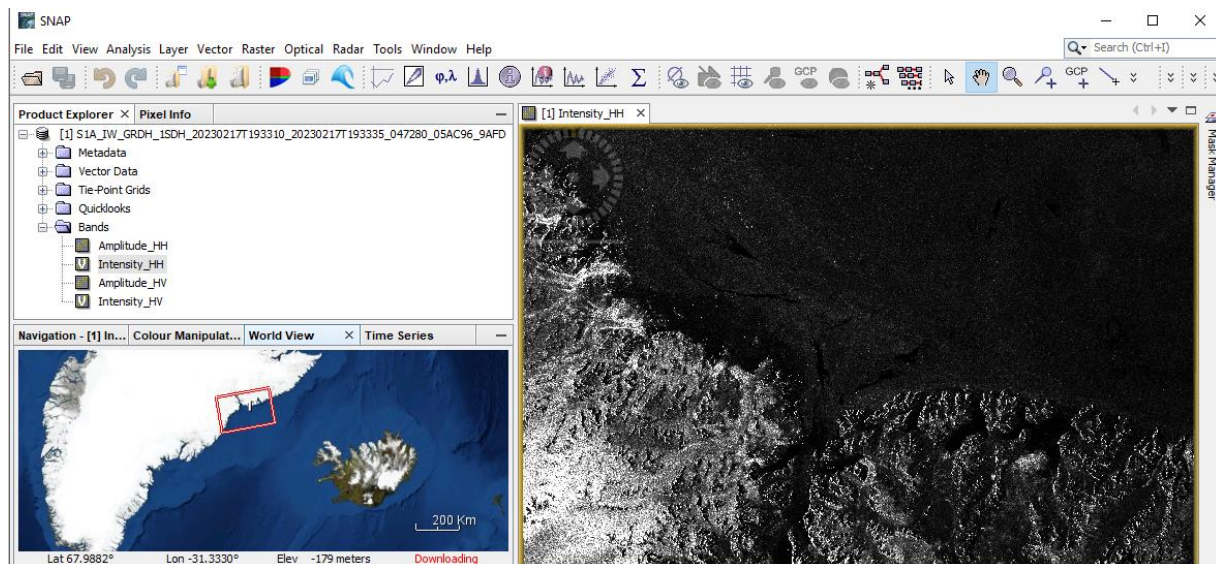 SNAP
File Edit View Analysis Layer Vector Raster Optical Radar Tools Window Help
Search (Ctrl+I)
φ,λ Σ GCP GCP
Product Explorer Pixel Info
[1] Intensity_HH
[1] S1A_IW_GRDH_1SDH_20230217T193310_20230217T193335_047280_05AC96_9AFD
Metadata
Vector Data
Tie-Point Grids
Quicklooks
Bands
Amplitude_HH
Intensity_HH
Amplitude_HV
Intensity_HV
Mask Manager
Navigation - [1] In... Colour Manipulat... World View Time Series
200 Km
Lat 67.9882° Lon -31.3330° Elev -179 meters Downloading